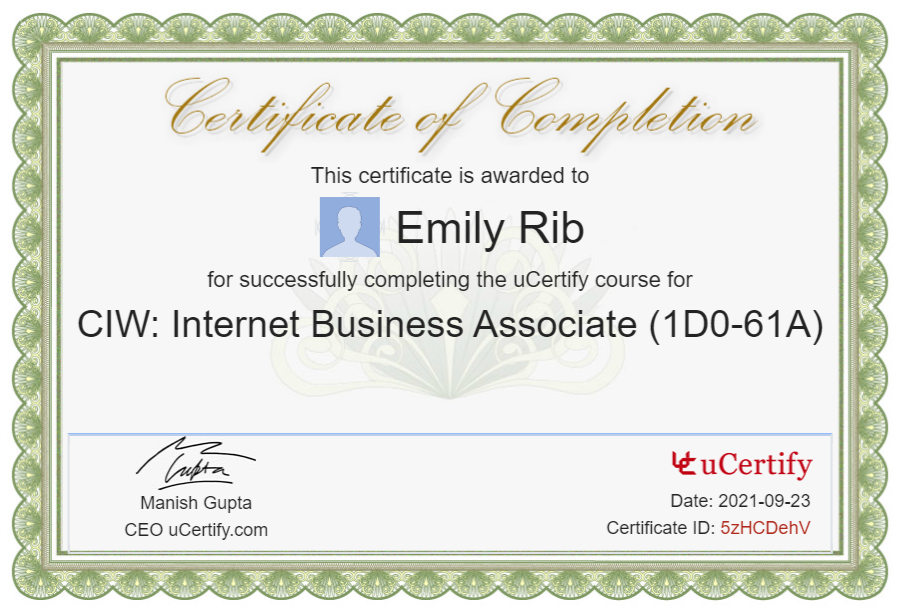 Certificate of Completion
This certificate is awarded to
Emily Rib
for successfully completing the uCertify course for
CIW: Internet Business Associate (1D0-61A)
Gupta
Manish Gupta
CEO uCertify.com
uCertify
Date: 2021-09-23
Certificate ID: 5zHCDehV